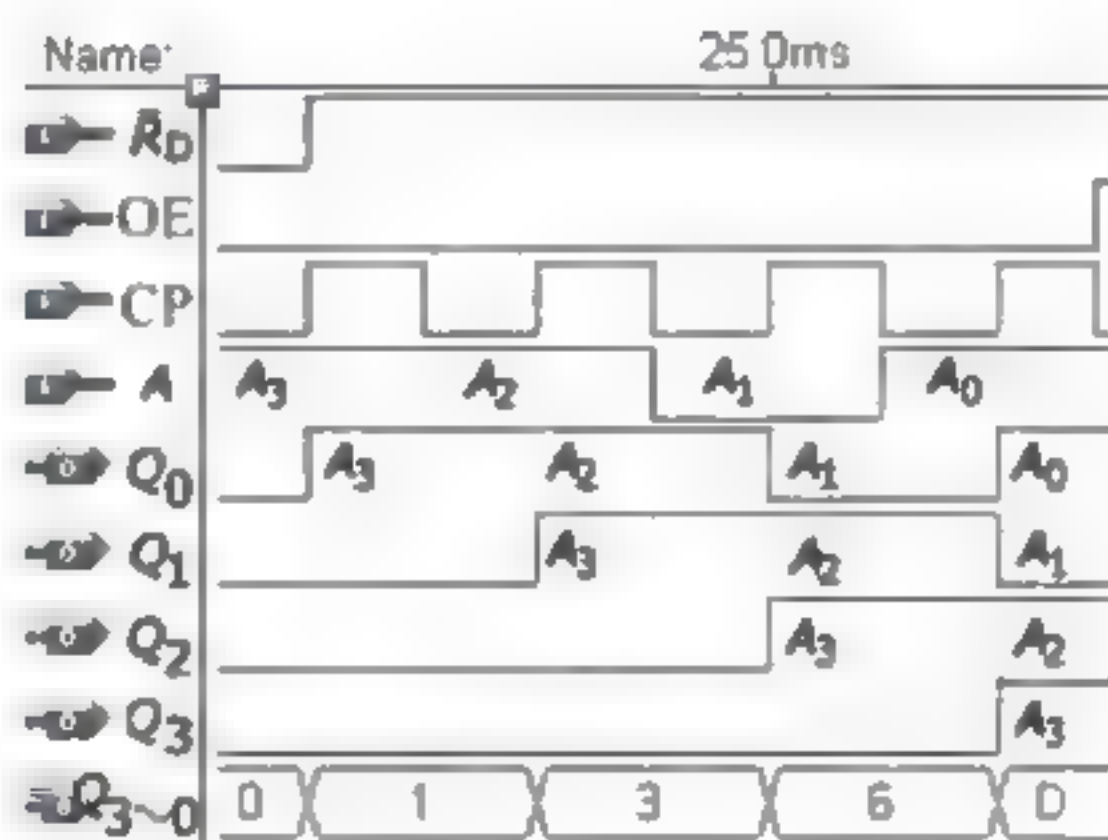 Name:
25 0ms
R̄D
OE
CP
A A3 A2 A1 A0
Q0 A3 A2 A1 A0
Q1 A3 A2 A1
Q2 A3 A2
Q3 A3
Q3~0 0 1 3 6 D